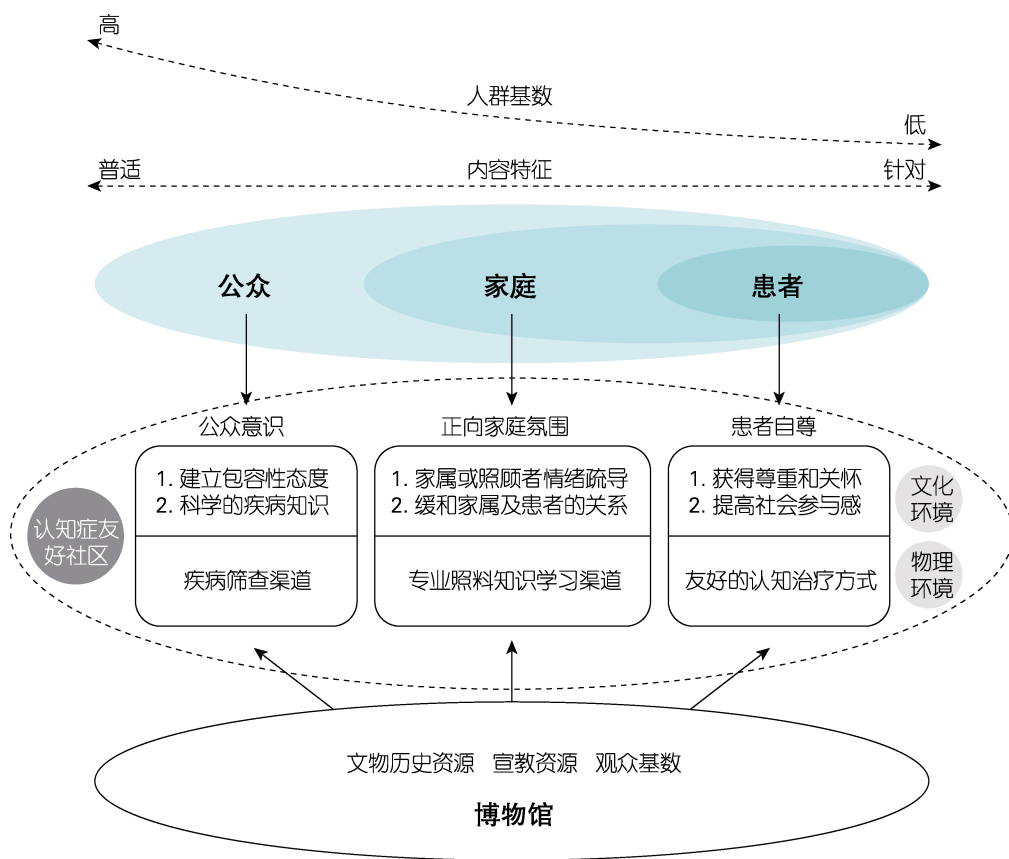 高
人群基数
低
普适
内容特征
针对
公众
家庭
患者
公众意识
正向家庭氛围
患者自尊
1. 建立包容性态度
2. 科学的疾病知识
1. 家属或照顾者情绪疏导
2. 缓和家属及患者的关系
1. 获得尊重和关怀
2. 提高社会参与感
文化
环境
认知症友
好社区
疾病筛查渠道
专业照料知识学习渠道
友好的认知治疗方式
物理
环境
文物历史资源 宣教资源 观众基数
博物馆